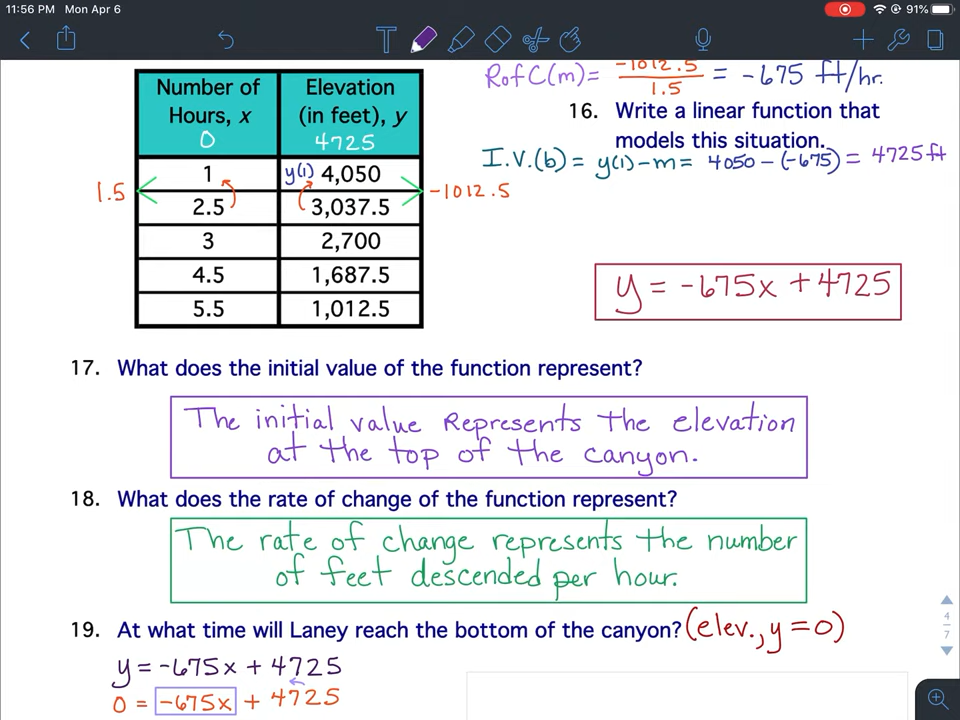 11:56 PM Mon Apr 6
91%
T
RofC(m) = -1012.5 / 1.5 = -675 ft/hr.
16. Write a linear function that
models this situation.
I.V.(b) = y(1) - m = 4050 - (-675) = 4725 ft
Number of Hours, x Elevation (in feet), y
0 4725
1 y(1) 4,050
1.5 -1012.5
2.5 3,037.5
3 2,700
4.5 1,687.5
5.5 1,012.5
y = -675x + 4725
17. What does the initial value of the function represent?
The initial value Represents the elevation
at the top of the canyon.
18. What does the rate of change of the function represent?
The rate of change represents the number
of feet descended per hour.
19. At what time will Laney reach the bottom of the canyon? (elev., y = 0)
y = -675x + 4725
0 = -675x + 4725
4
7